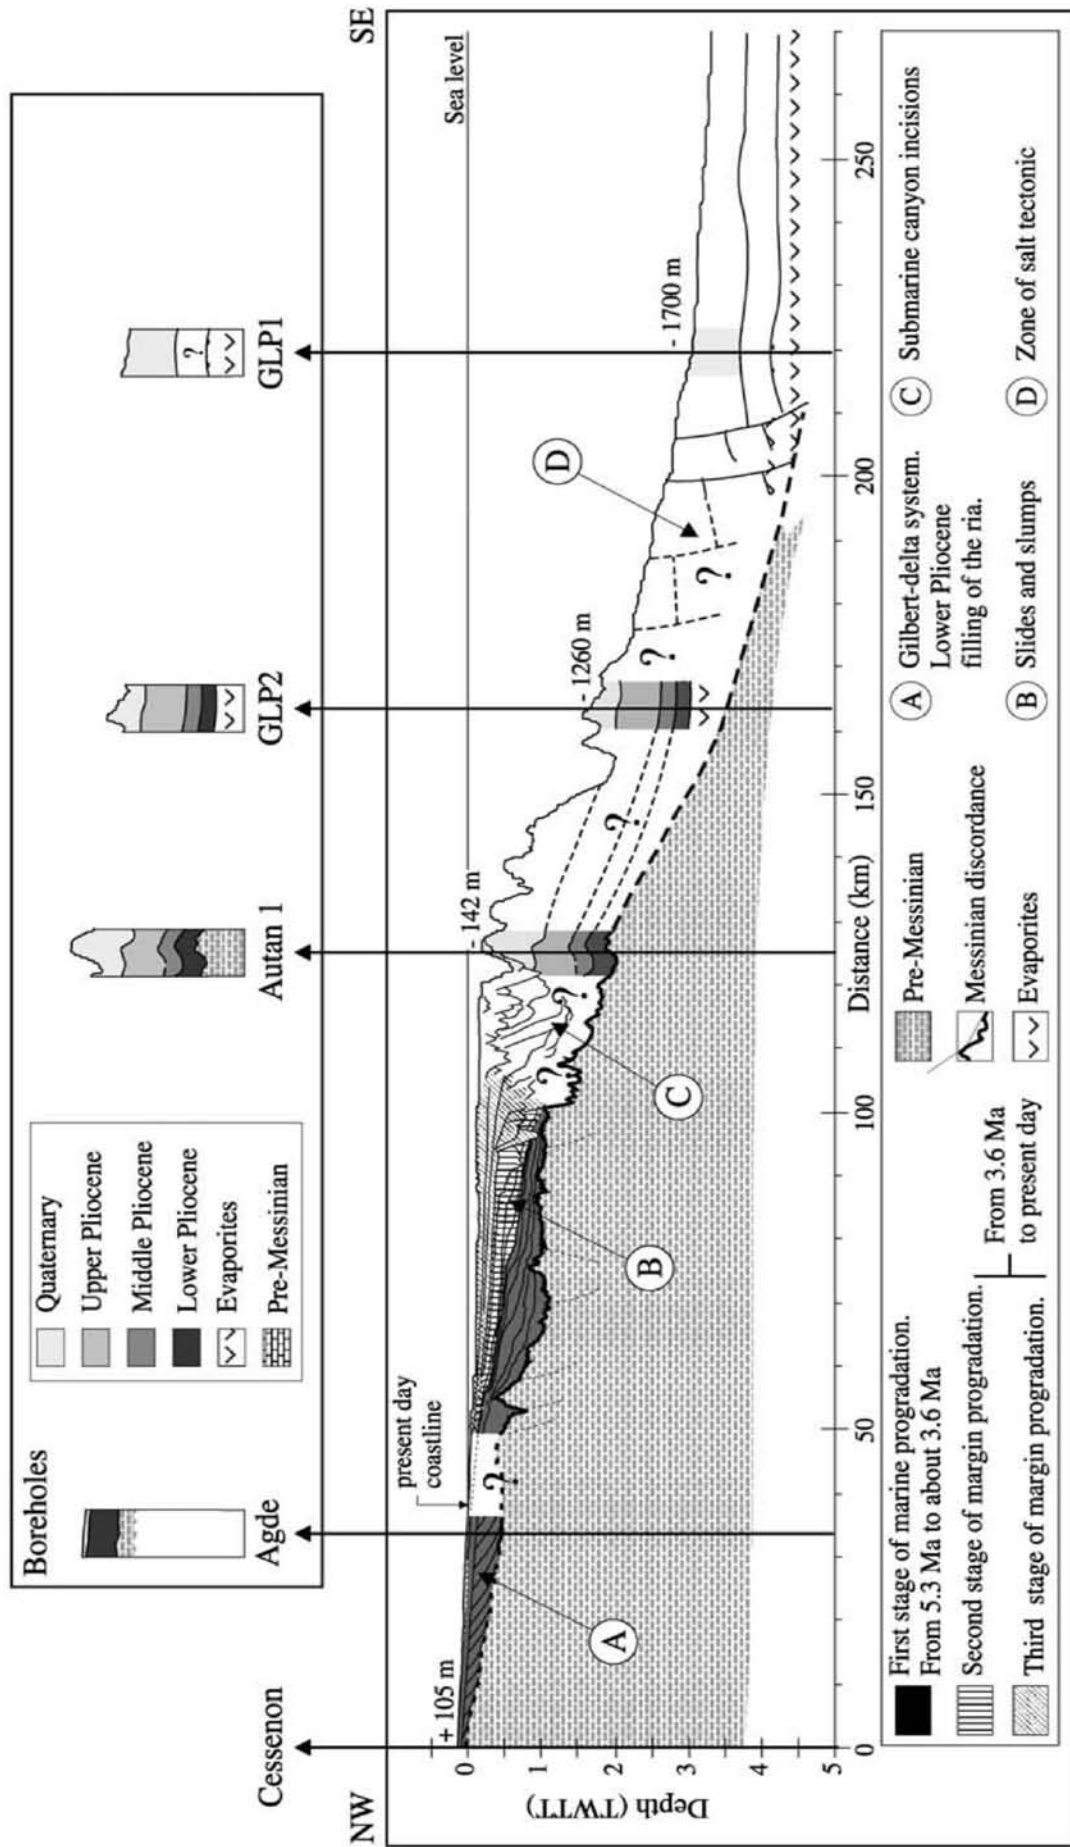 Boreholes
Quaternary
Upper Pliocene
Middle Pliocene
Lower Pliocene
Evaporites
Pre-Messinian
?
Cessenon
Agde
Autan 1
GLP2
GLP1
NW
SE
+ 105 m
present day
coastline
- 142 m
- 1260 m
- 1700 m
Sea level
A
B
C
D
?
?
?
?
?
?
Depth (TWTT)
0
1
2
3
4
5
0
50
100
150
200
250
Distance (km)
First stage of marine progradation.
From 5.3 Ma to about 3.6 Ma
Second stage of margin progradation.
Third stage of margin progradation.
From 3.6 Ma
to present day
Pre-Messinian
Messinian discordance
Evaporites
A Gilbert-delta system.
Lower Pliocene
filling of the ria.
B Slides and slumps
C Submarine canyon incisions
D Zone of salt tectonic